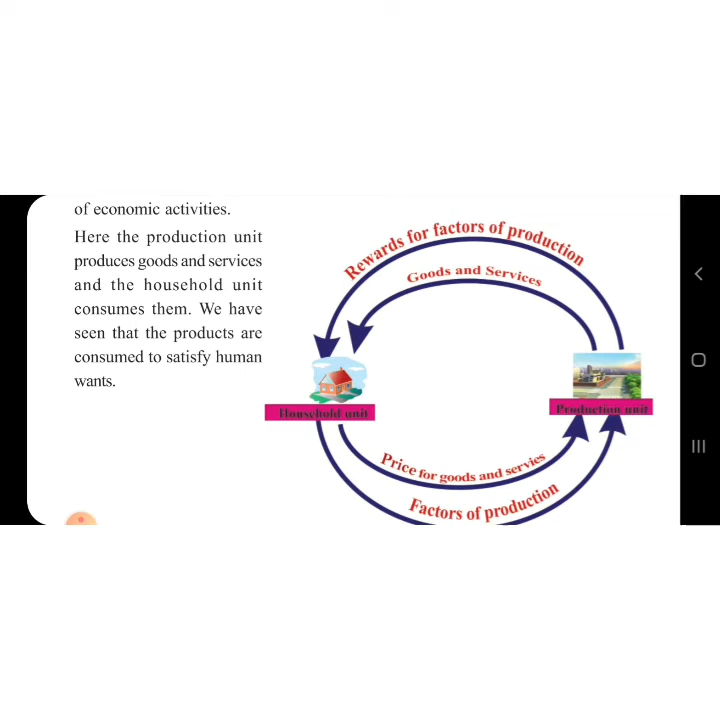 of economic activities.
Here the production unit
produces goods and services
and the household unit
consumes them. We have
seen that the products are
consumed to satisfy human
wants.
Rewards for factors of production
Goods and Services
Household unit
Production unit
Price for goods and servies
Factors of production